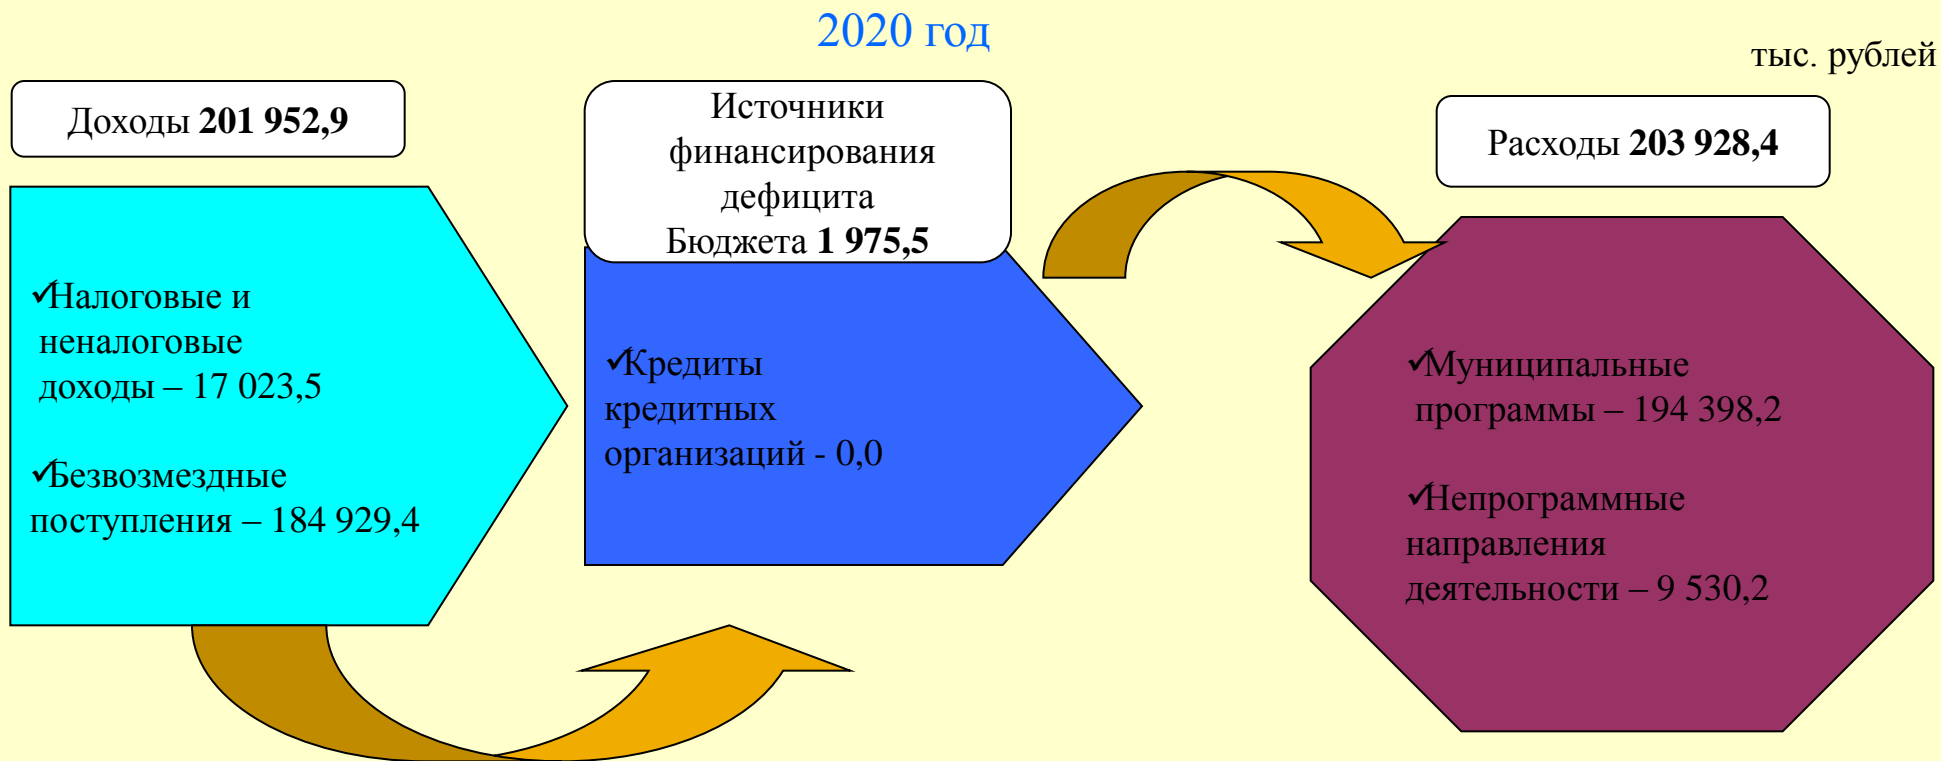 2020 год
тыс. рублей
Доходы 201 952,9
Источники
финансирования
дефицита
Бюджета 1 975,5
Расходы 203 928,4
✓Налоговые и
неналоговые
доходы – 17 023,5
✓Безвозмездные
поступления – 184 929,4
✓Кредиты
кредитных
организаций - 0,0
✓Муниципальные
программы – 194 398,2
✓Непрограммные
направления
деятельности – 9 530,2